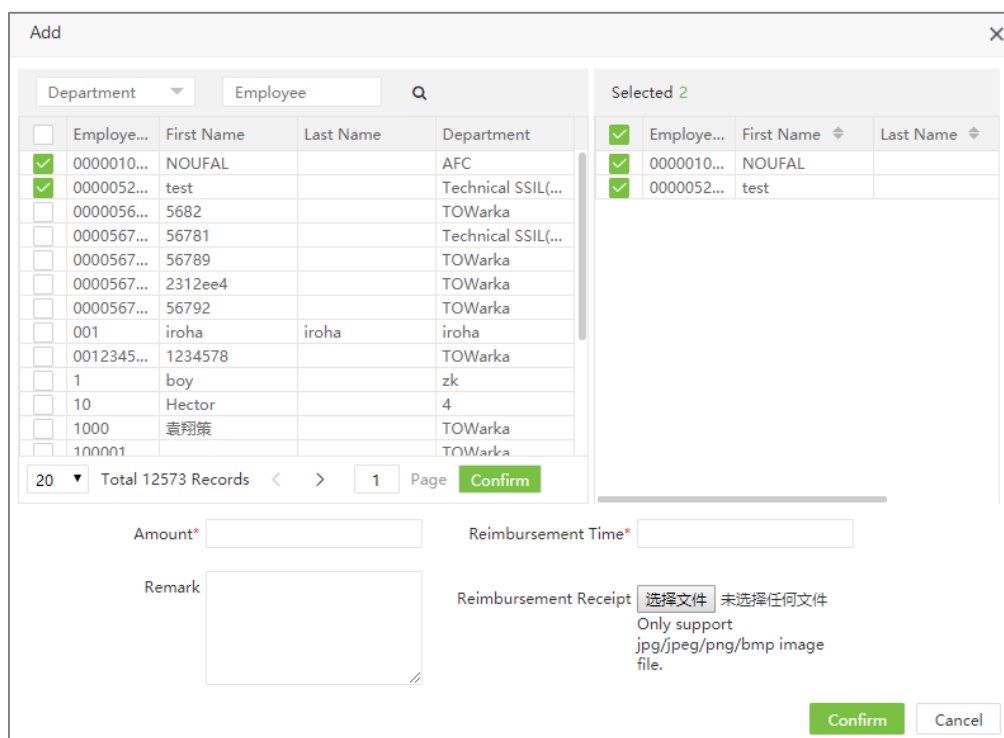 Add
Department Employee Selected 2
Employe... First Name Last Name Department Employe... First Name Last Name
0000010... NOUFAL AFC 0000010... NOUFAL
0000052... test Technical SSIL(... 0000052... test
0000056... 5682 TOWarka
0000567... 56781 Technical SSIL(...
0000567... 56789 TOWarka
0000567... 2312ee4 TOWarka
0000567... 56792 TOWarka
001 iroha iroha iroha
0012345... 1234578 TOWarka
1 boy zk
10 Hector 4
1000 袁翔策 TOWarka
100001 TOWarka
20 Total 12573 Records < > 1 Page Confirm
Amount* Reimbursement Time*
Remark Reimbursement Receipt 选择文件 未选择任何文件
Only support
jpg/jpeg/png/bmp image
file.
Confirm Cancel